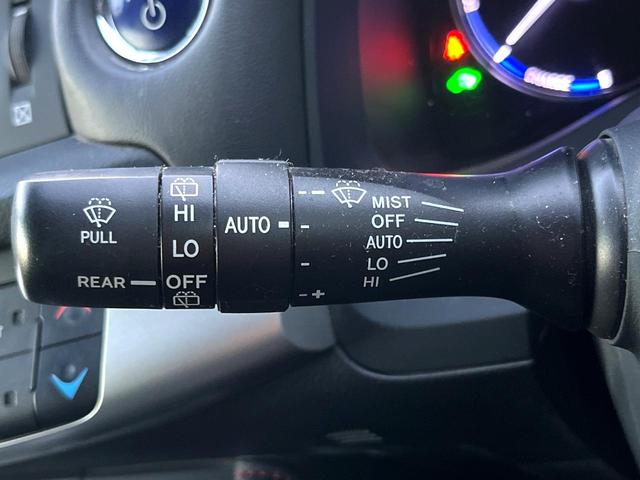 PULL
REAR
HI
LO
OFF
AUTO
-- 
-
-
-+
MIST
OFF
AUTO
LO
HI